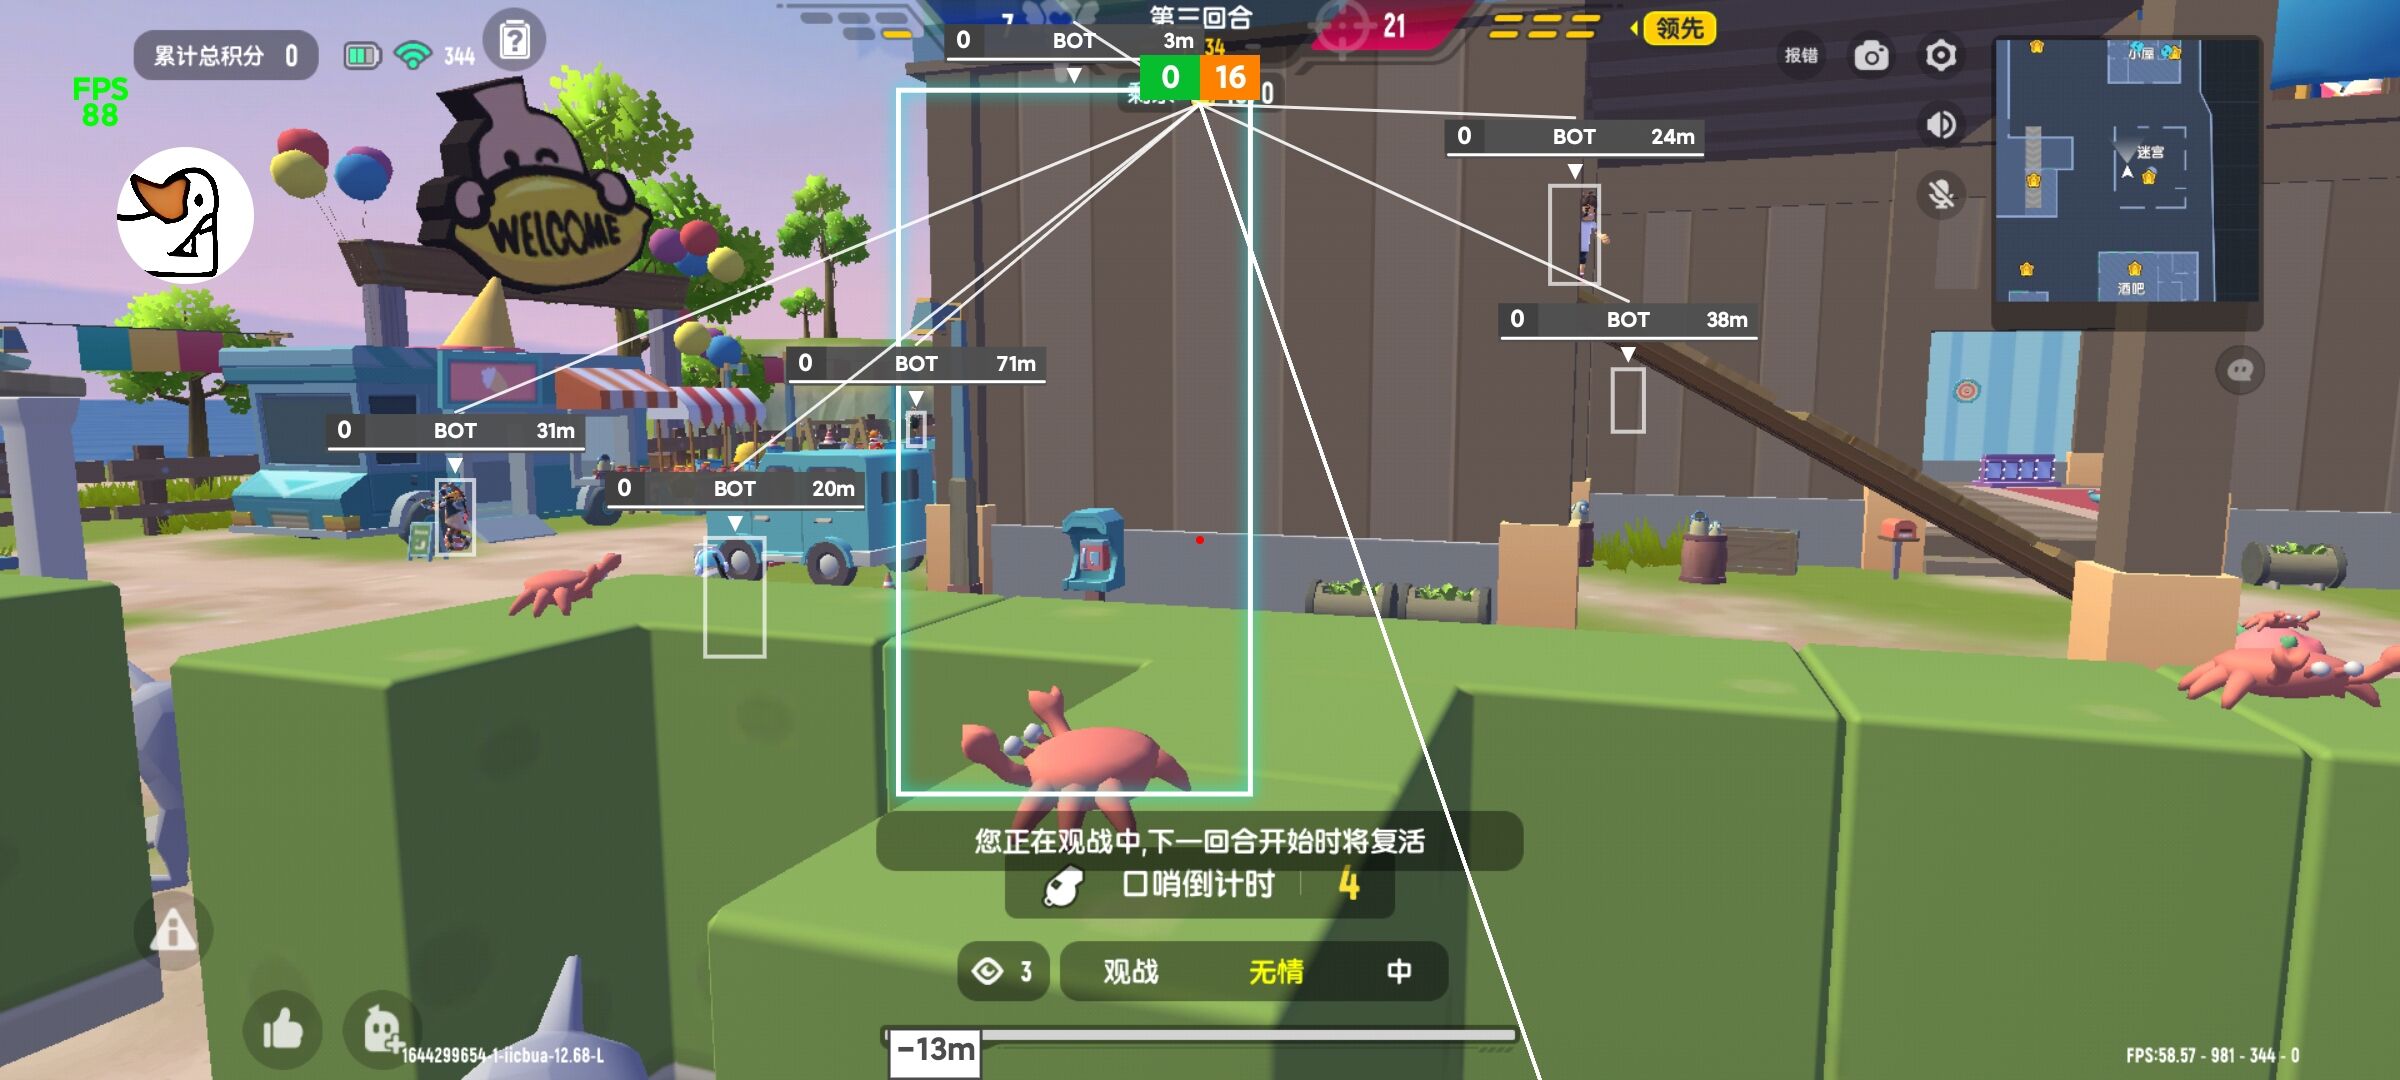 累计总积分 0
344
FPS
88
7
第三回合
34
21
领先
0 BOT 3m
0 16
0
报错
小屋
迷宫
酒吧
WELCOME
0 BOT 24m
0 BOT 38m
0 BOT 71m
0 BOT 31m
0 BOT 20m
您正在观战中,下一回合开始时将复活
口哨倒计时 4
3
观战 无情 中
-13m
1644299654-1-iicbua-12.68-L
FPS:58.57 - 981 - 344 - 0